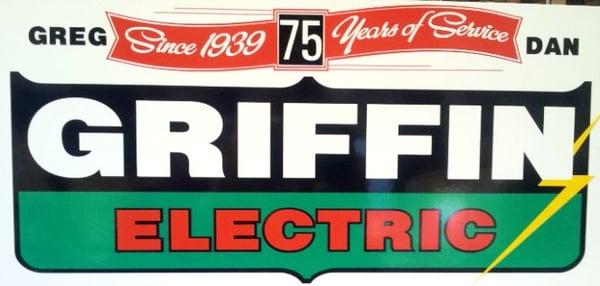 GREG Since 1939 75 Years of Service DAN
GRIFFIN
ELECTRIC